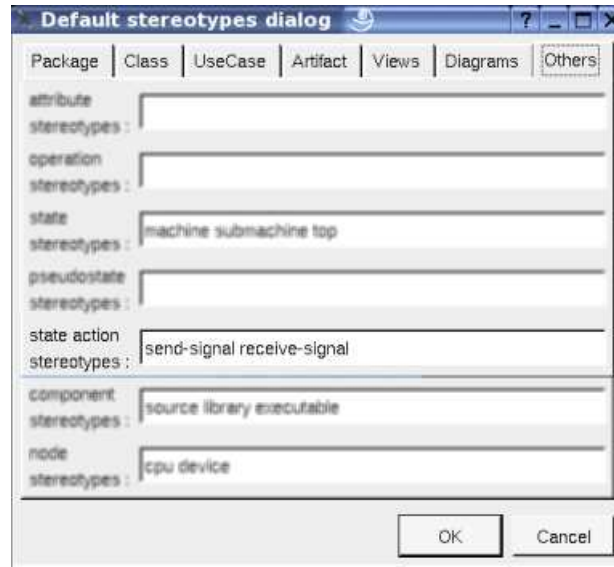 Default stereotypes dialog
Package Class UseCase Artifact Views Diagrams Others
attribute
stereotypes :
operation
stereotypes :
state
stereotypes :
machine submachine top
pseudostate
stereotypes :
state action
stereotypes :
send-signal receive-signal
component
stereotypes :
source library executable
node
stereotypes :
cpu device
OK Cancel